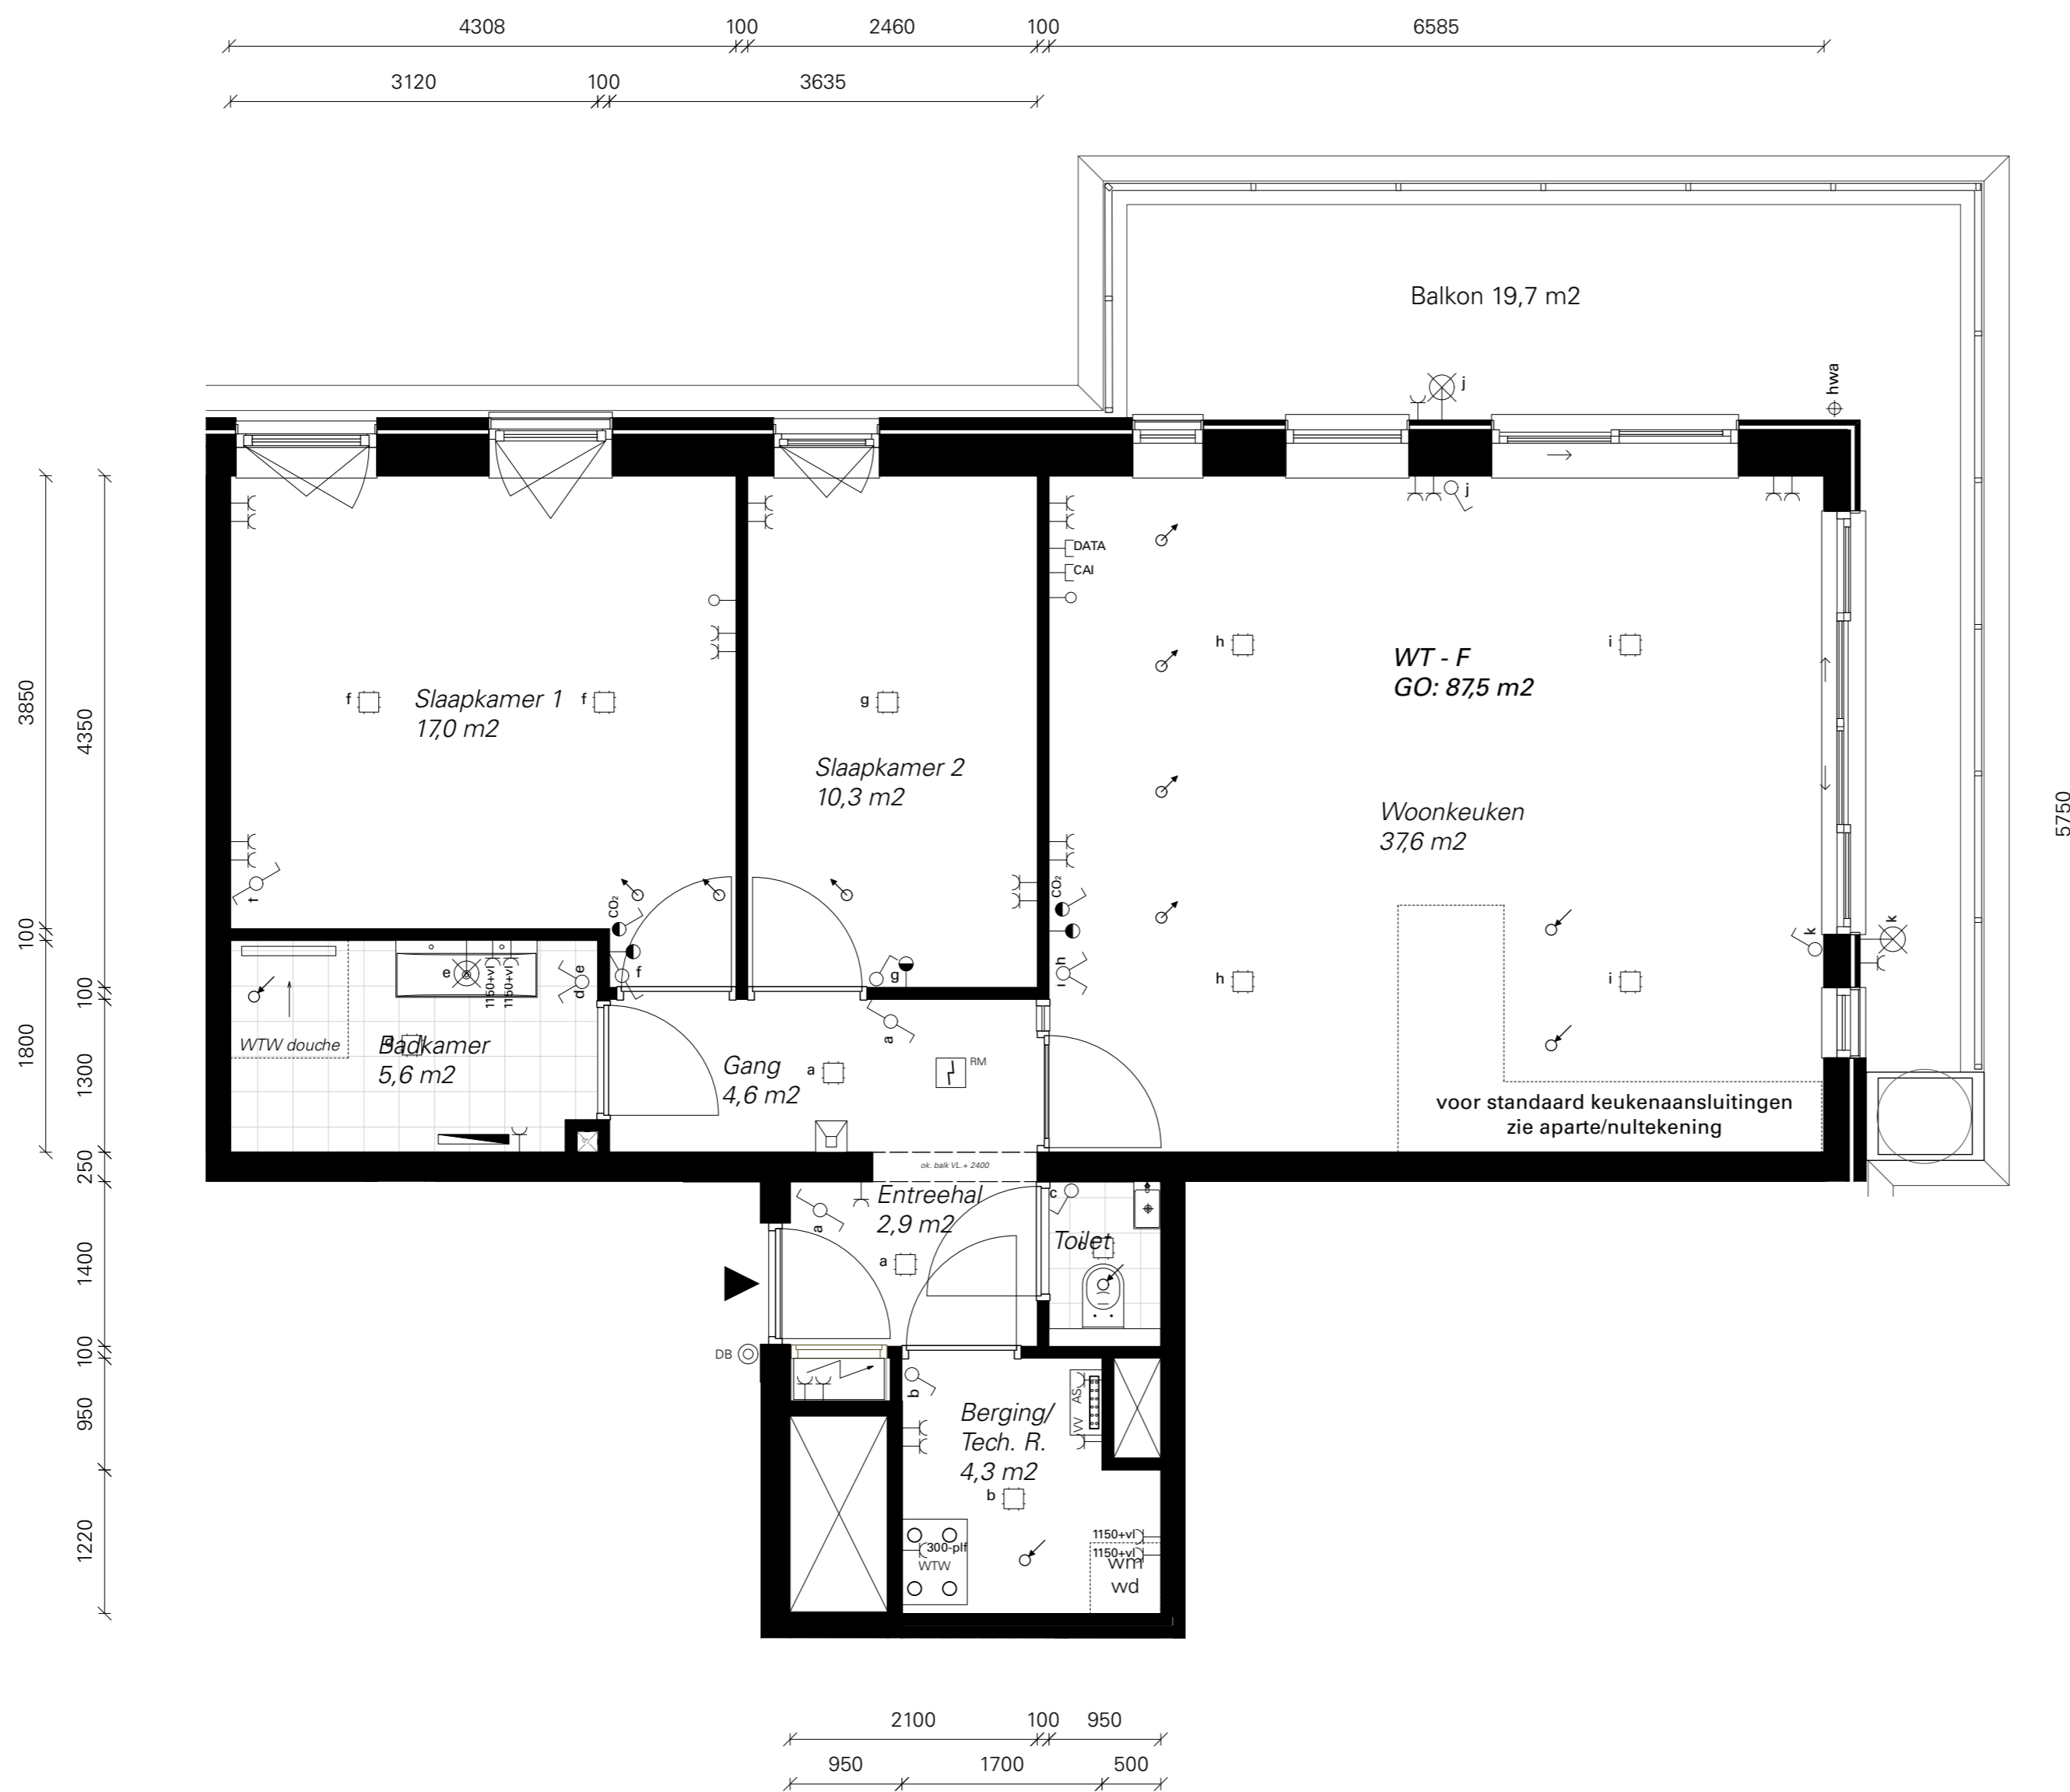 4308 100 2460 100 6585
3120 100 3635
Balkon 19,7 m2
hwa
j
j
DATA
CAI
h
i
WT - F
GO: 87,5 m2
f
Slaapkamer 1
17,0 m2
f
g
Slaapkamer 2
10,3 m2
Woonkeuken
37,6 m2
3850
4350
5750
f
CO2
CO2
k
k
100
100
1800
1300
250
1400
100
950
1220
e
1150+vl
1150+vl
d e
f
g
h
i
h
i
WTW douche
Badkamer
5,6 m2
a
Gang
4,6 m2
a
RM
voor standaard keukenaansluitingen
zie aparte/nultekening
ok. balk VL.+ 2400
Entreehal
2,9 m2
a
a
c
Toilet
c
DB
b
VV AS
Berging/
Tech. R.
4,3 m2
b
300-plf
WTW
1150+vl
1150+vl
wm
wd
2100 100 950
950 1700 500